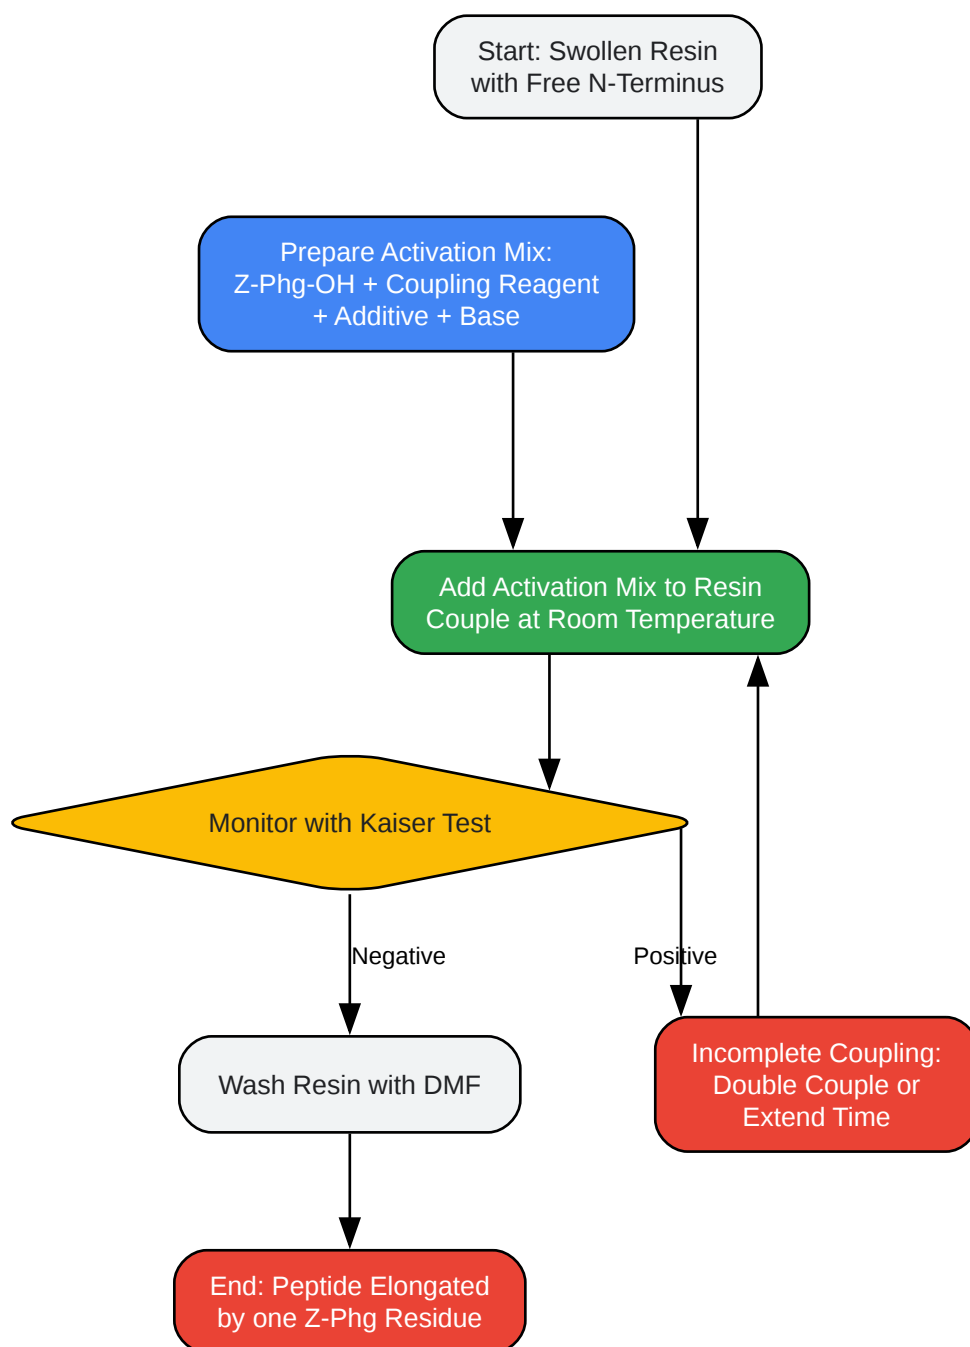 Start: Swollen Resin
with Free N-Terminus
Prepare Activation Mix:
Z-Phg-OH + Coupling Reagent
+ Additive + Base
Add Activation Mix to Resin
Couple at Room Temperature
Monitor with Kaiser Test
Negative
Positive
Wash Resin with DMF
Incomplete Coupling:
Double Couple or
Extend Time
End: Peptide Elongated
by one Z-Phg Residue